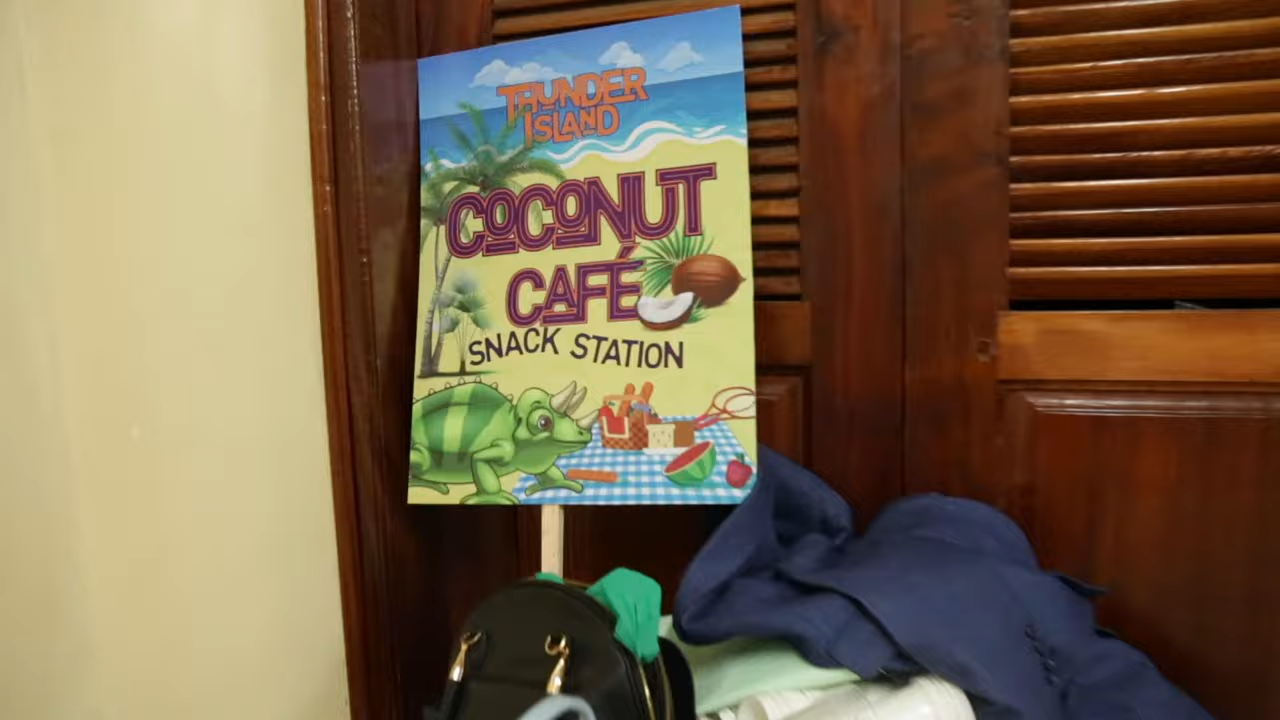 THUNDER
ISLAND
COCONUT
CAFÉ
SNACK STATION